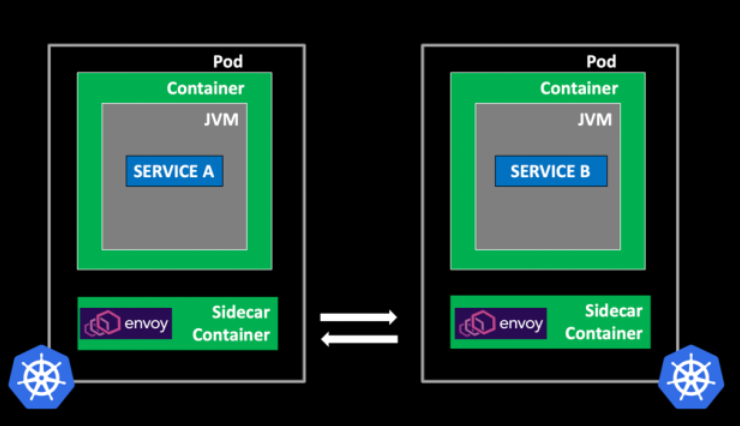 Pod
Container
JVM
SERVICE A
envoy
Sidecar
Container
Pod
Container
JVM
SERVICE B
envoy
Sidecar
Container